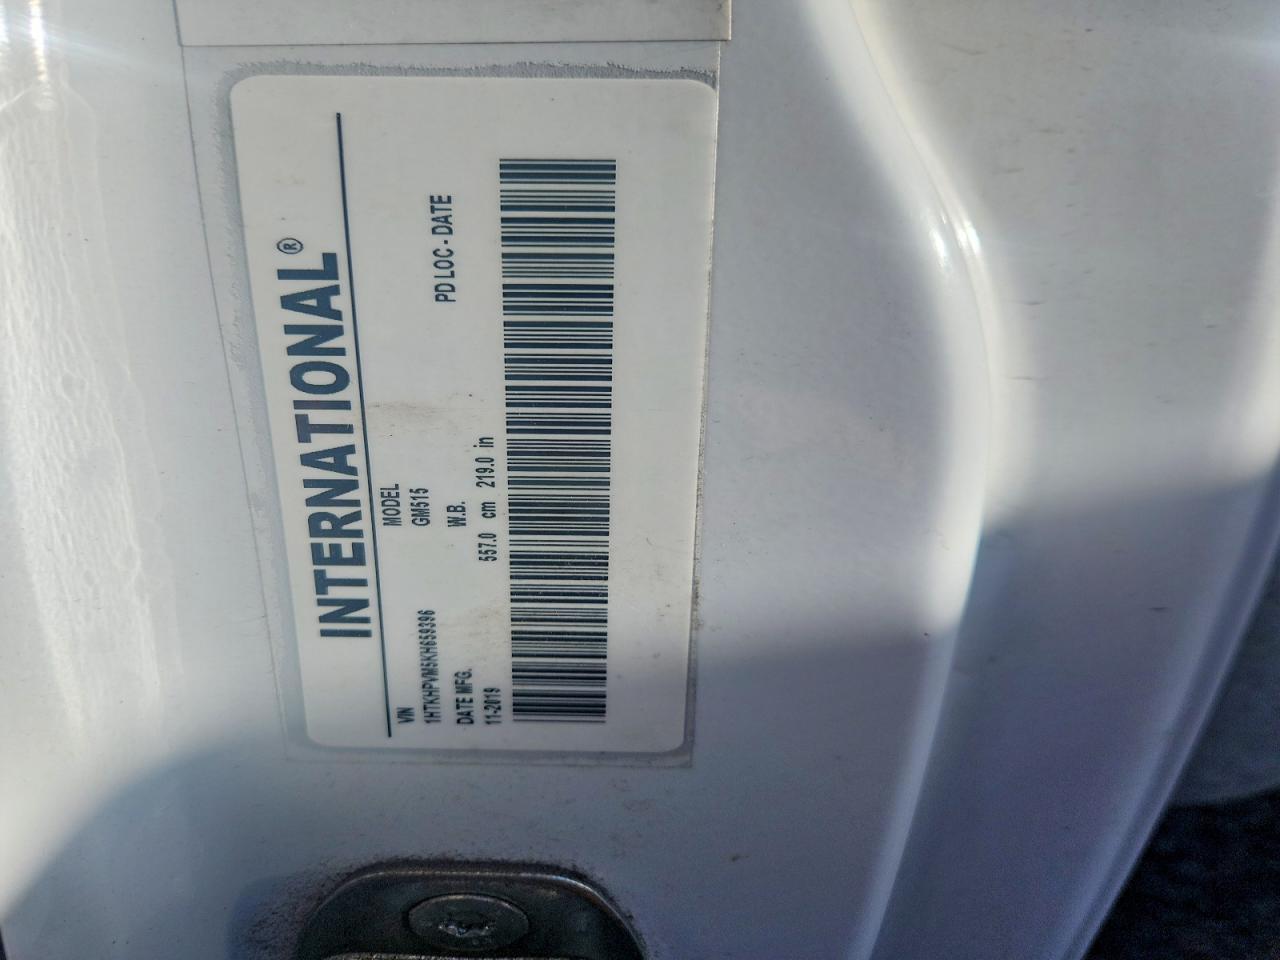 INTERNATIONAL®
VIN MODEL
1HTKHPVM5KH659396 GM515 PD LOC - DATE
DATE MFG. W.B.
11-2019 557.0 cm 219.0 in